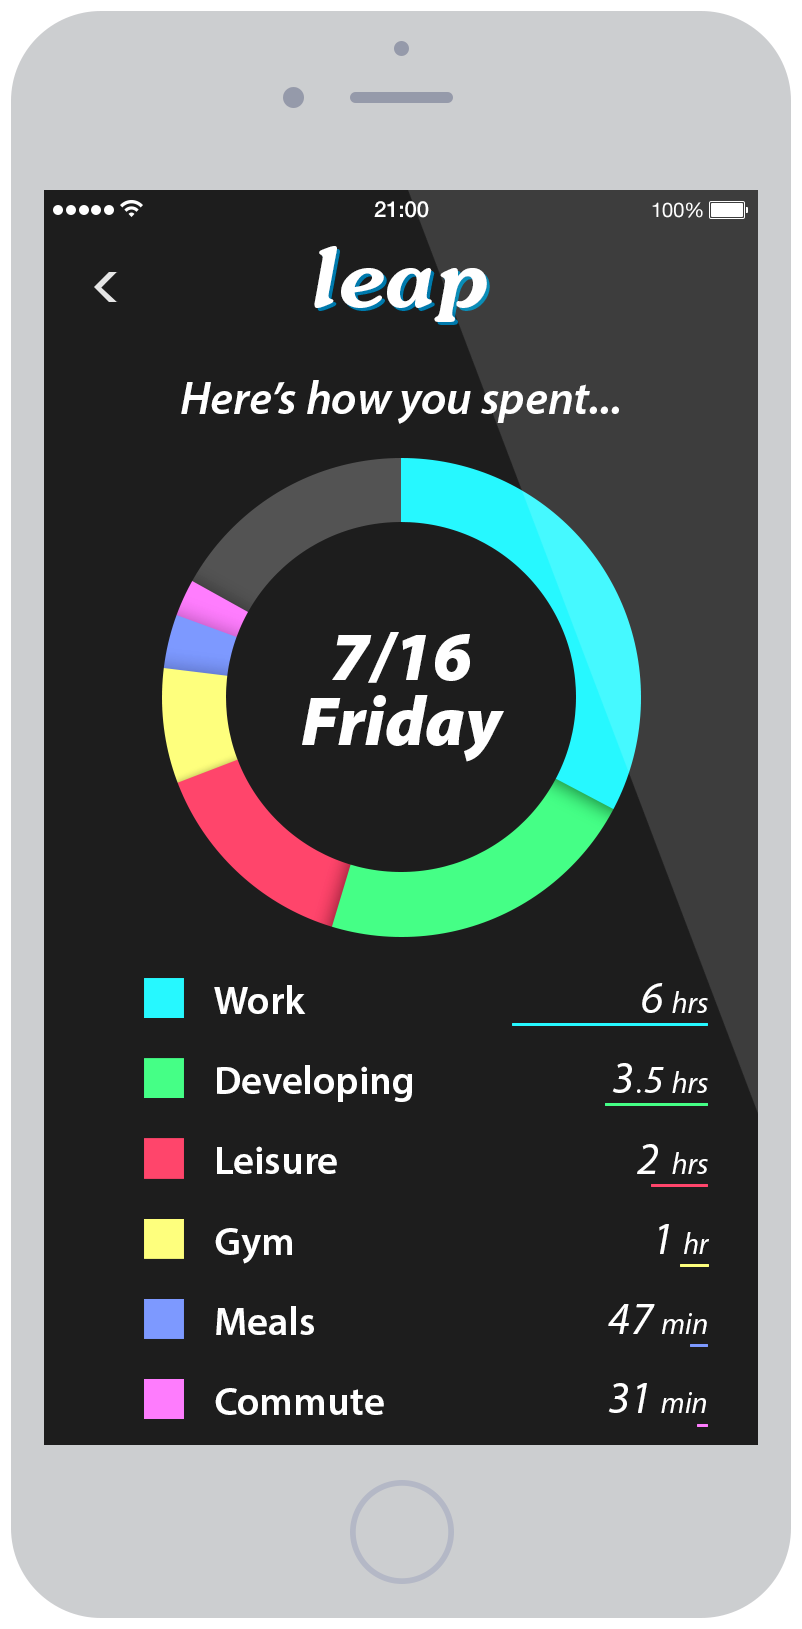 21:00 100%
leap
Here's how you spent...
7/16
Friday
Work 6 hrs
Developing 3.5 hrs
Leisure 2 hrs
Gym 1 hr
Meals 47 min
Commute 31 min